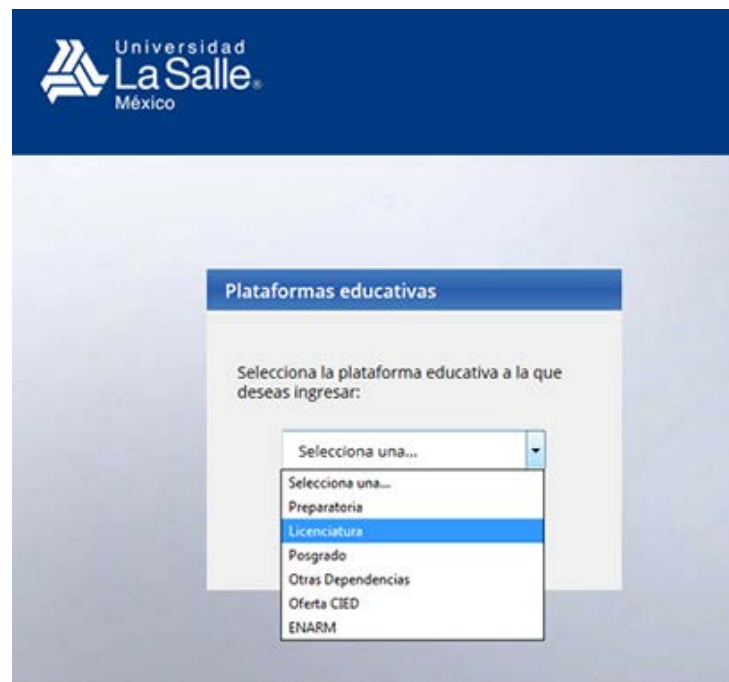 Universidad
La Salle®
México
Plataformas educativas
Selecciona la plataforma educativa a la que
deseas ingresar:
Selecciona una...
Selecciona una...
Preparatoria
Licenciatura
Posgrado
Otras Dependencias
Oferta CIED
ENARM